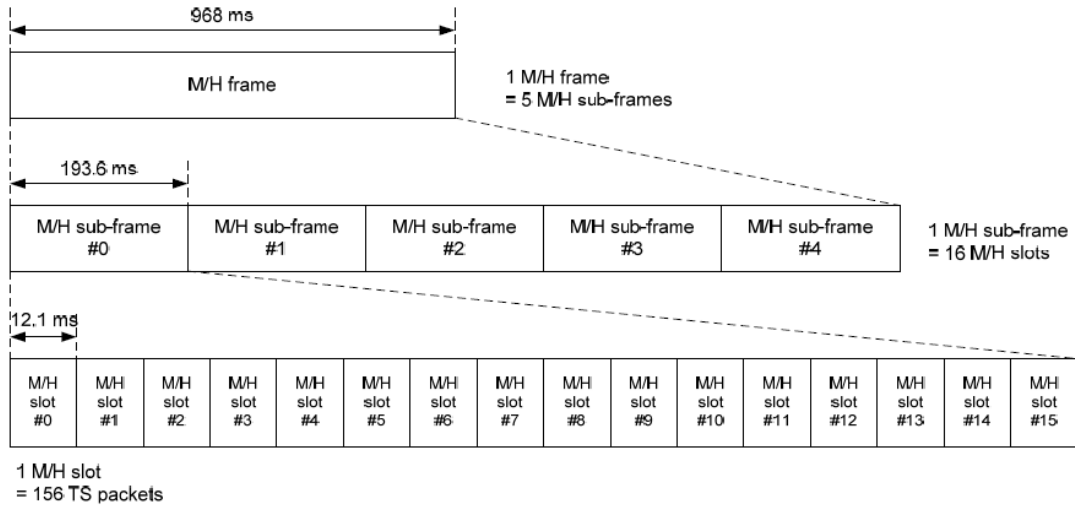 968 ms
M/H frame
1 M/H frame
= 5 M/H sub-frames
193.6 ms
M/H sub-frame
#0
M/H sub-frame
#1
M/H sub-frame
#2
M/H sub-frame
#3
M/H sub-frame
#4
1 M/H sub-frame
= 16 M/H slots
12.1 ms
M/H
slot
#0
M/H
slot
#1
M/H
slot
#2
M/H
slot
#3
M/H
slot
#4
M/H
slot
#5
M/H
slot
#6
M/H
slot
#7
M/H
slot
#8
M/H
slot
#9
M/H
slot
#10
M/H
slot
#11
M/H
slot
#12
M/H
slot
#13
M/H
slot
#14
M/H
slot
#15
1 M/H slot
= 156 TS packets